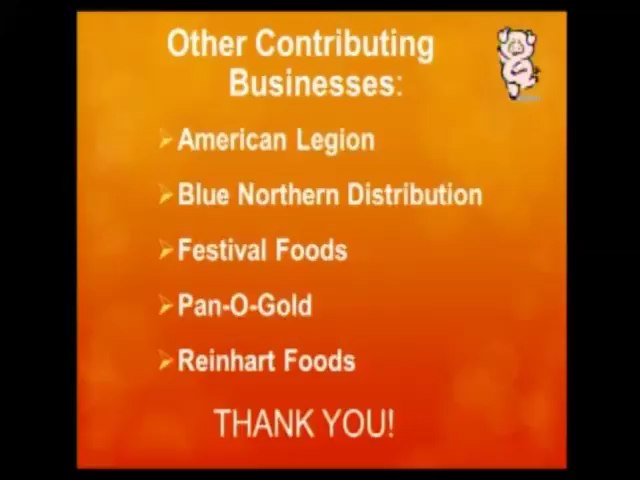 Other Contributing
Businesses:
American Legion
Blue Northern Distribution
Festival Foods
Pan-O-Gold
Reinhart Foods
THANK YOU!